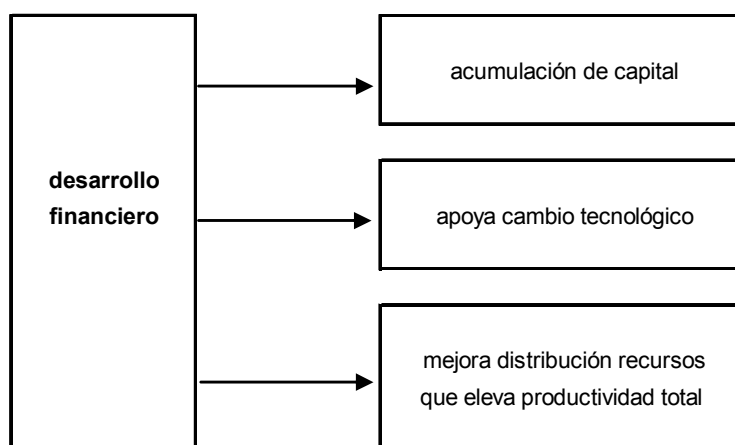 desarrollo
financiero
acumulación de capital
apoya cambio tecnológico
mejora distribución recursos
que eleva productividad total